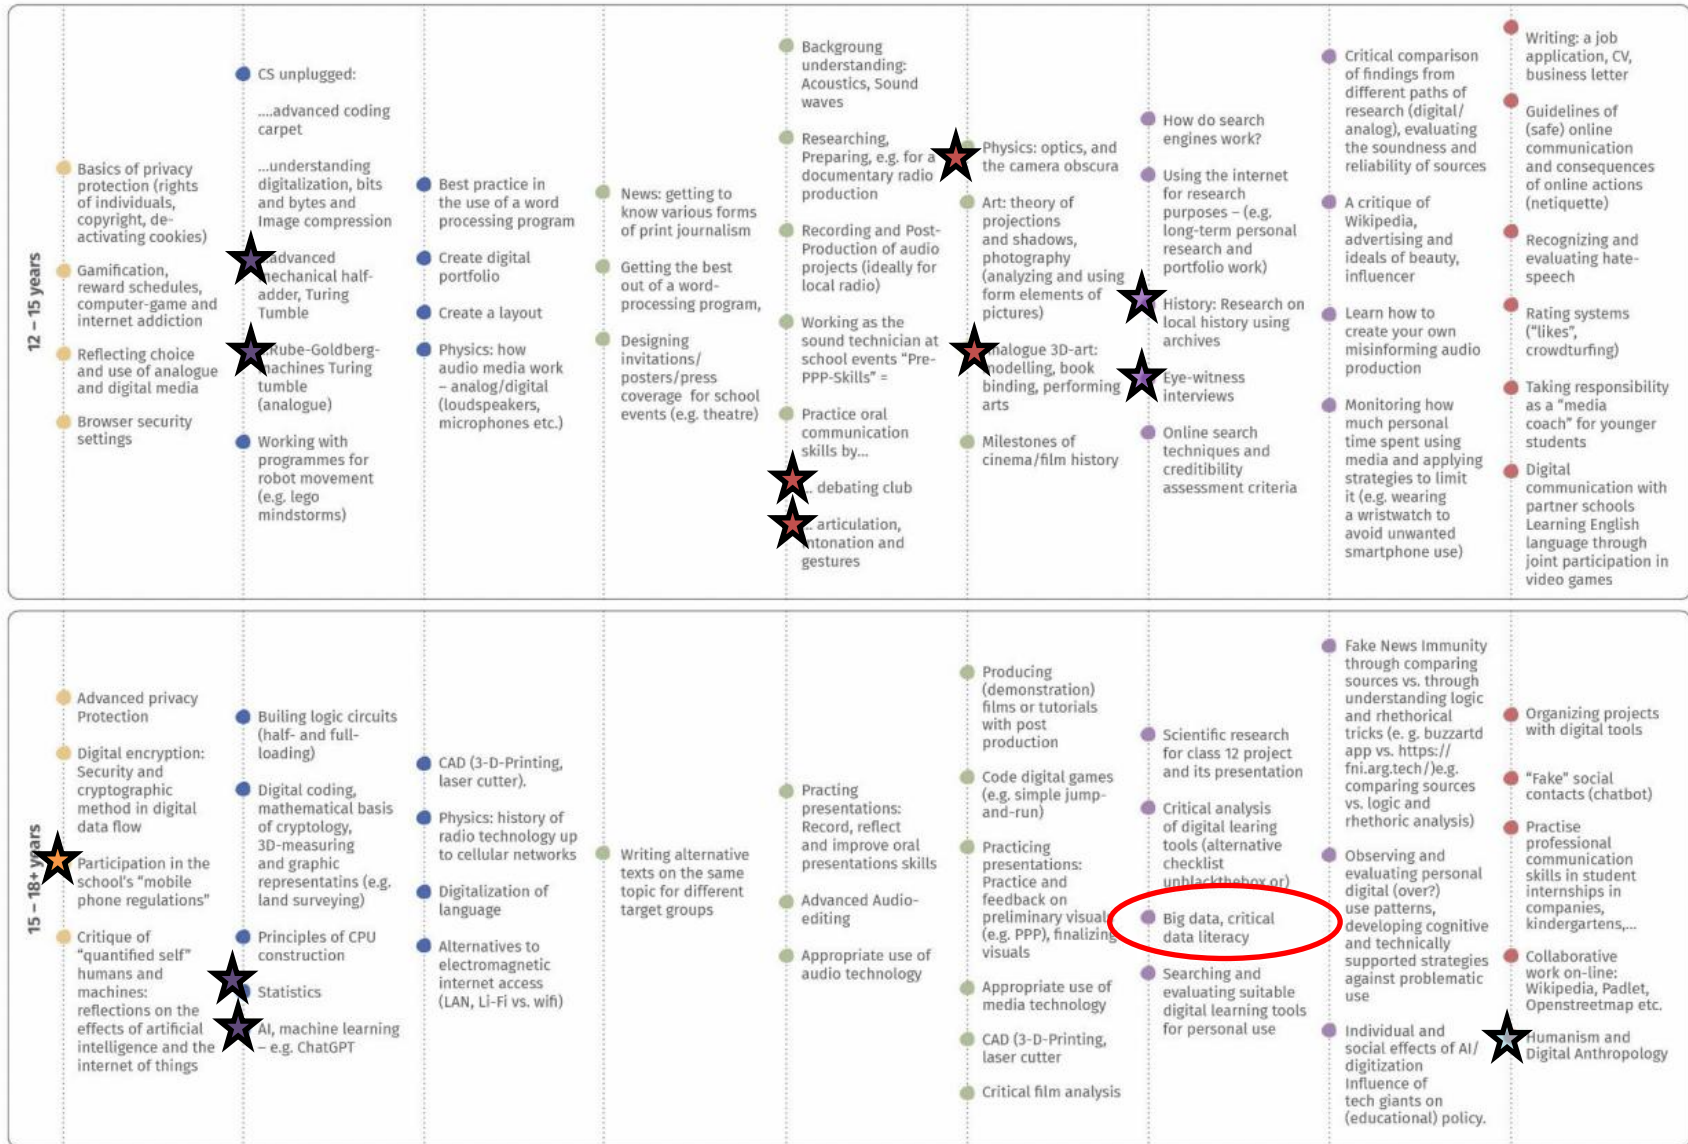 12 – 15 years
Basics of privacy
protection (rights
of individuals,
copyright, de-
activating cookies)
Gamification,
reward schedules,
computer-game and
internet addiction
Reflecting choice
and use of analogue
and digital media
Browser security
settings
CS unplugged:
....advanced coding
carpet
...understanding
digitalization, bits
and bytes and
Image compression
..advanced
mechanical half-
adder, Turing
Tumble
..Rube-Goldberg-
machines Turing
tumble
(analogue)
Working with
programmes for
robot movement
(e.g. lego
mindstorms)
Best practice in
the use of a word
processing program
Create digital
portfolio
Create a layout
Physics: how
audio media work
– analog/digital
(loudspeakers,
microphones etc.)
News: getting to
know various forms
of print journalism
Getting the best
out of a word-
processing program,
Designing
invitations/
posters/press
coverage for school
events (e.g. theatre)
Backgroung
understanding:
Acoustics, Sound
waves
Researching,
Preparing, e.g. for a
documentary radio
production
Recording and Post-
Production of audio
projects (ideally for
local radio)
Working as the
sound technician at
school events “Pre-
PPP-Skills” =
Practice oral
communication
skills by...
.. debating club
.. articulation,
intonation and
gestures
Physics: optics, and
the camera obscura
Art: theory of
projections
and shadows,
photography
(analyzing and using
form elements of
pictures)
Analogue 3D-art:
modelling, book
binding, performing
arts
Milestones of
cinema/film history
How do search
engines work?
Using the internet
for research
purposes – (e.g.
long-term personal
research and
portfolio work)
History: Research on
local history using
archives
Eye-witness
interviews
Online search
techniques and
creditibility
assessment criteria
Critical comparison
of findings from
different paths of
research (digital/
analog), evaluating
the soundness and
reliability of sources
A critique of
Wikipedia,
advertising and
ideals of beauty,
influencer
Learn how to
create your own
misinforming audio
production
Monitoring how
much personal
time spent using
media and applying
strategies to limit
it (e.g. wearing
a wristwatch to
avoid unwanted
smartphone use)
Writing: a job
application, CV,
business letter
Guidelines of
(safe) online
communication
and consequences
of online actions
(netiquette)
Recognizing and
evaluating hate-
speech
Rating systems
(“likes”,
crowdturfing)
Taking responsibility
as a “media
coach” for younger
students
Digital
communication with
partner schools
Learning English
language through
joint participation in
video games
15 – 18+ years
Advanced privacy
Protection
Digital encryption:
Security and
cryptographic
method in digital
data flow
Participation in the
school’s “mobile
phone regulations”
Critique of
“quantified self”
humans and
machines:
reflections on the
effects of artificial
intelligence and the
internet of things
Builing logic circuits
(half- and full-
loading)
Digital coding,
mathematical basis
of cryptology,
3D-measuring
and graphic
representatins (e.g.
land surveying)
Principles of CPU
construction
Statistics
AI, machine learning
– e.g. ChatGPT
CAD (3-D-Printing,
laser cutter).
Physics: history of
radio technology up
to cellular networks
Digitalization of
language
Alternatives to
electromagnetic
internet access
(LAN, Li-Fi vs. wifi)
Writing alternative
texts on the same
topic for different
target groups
Practing
presentations:
Record, reflect
and improve oral
presentations skills
Advanced Audio-
editing
Appropriate use of
audio technology
Producing
(demonstration)
films or tutorials
with post
production
Code digital games
(e.g. simple jump-
and-run)
Practicing
presentations:
Practice and
feedback on
preliminary visual
(e.g. PPP), finalizing
visuals
Appropriate use of
media technology
CAD (3-D-Printing,
laser cutter
Critical film analysis
Scientific research
for class 12 project
and its presentation
Critical analysis
of digital learing
tools (alternative
checklist
unblackthebox or)
Big data, critical
data literacy
Searching and
evaluating suitable
digital learning tools
for personal use
Fake News Immunity
through comparing
sources vs. through
understanding logic
and rhethorical
tricks (e. g. buzzartd
app vs. https://
fni.arg.tech/)e.g.
comparing sources
vs. logic and
rhethoric analysis)
Observing and
evaluating personal
digital (over?)
use patterns,
developing cognitive
and technically
supported strategies
against problematic
use
Individual and
social effects of AI/
digitization
Influence of
tech giants on
(educational) policy.
Organizing projects
with digital tools
“Fake” social
contacts (chatbot)
Practise
professional
communication
skills in student
internships in
companies,
kindergartens,...
Collaborative
work on-line:
Wikipedia, Padlet,
Openstreetmap etc.
Humanism and
Digital Anthropology